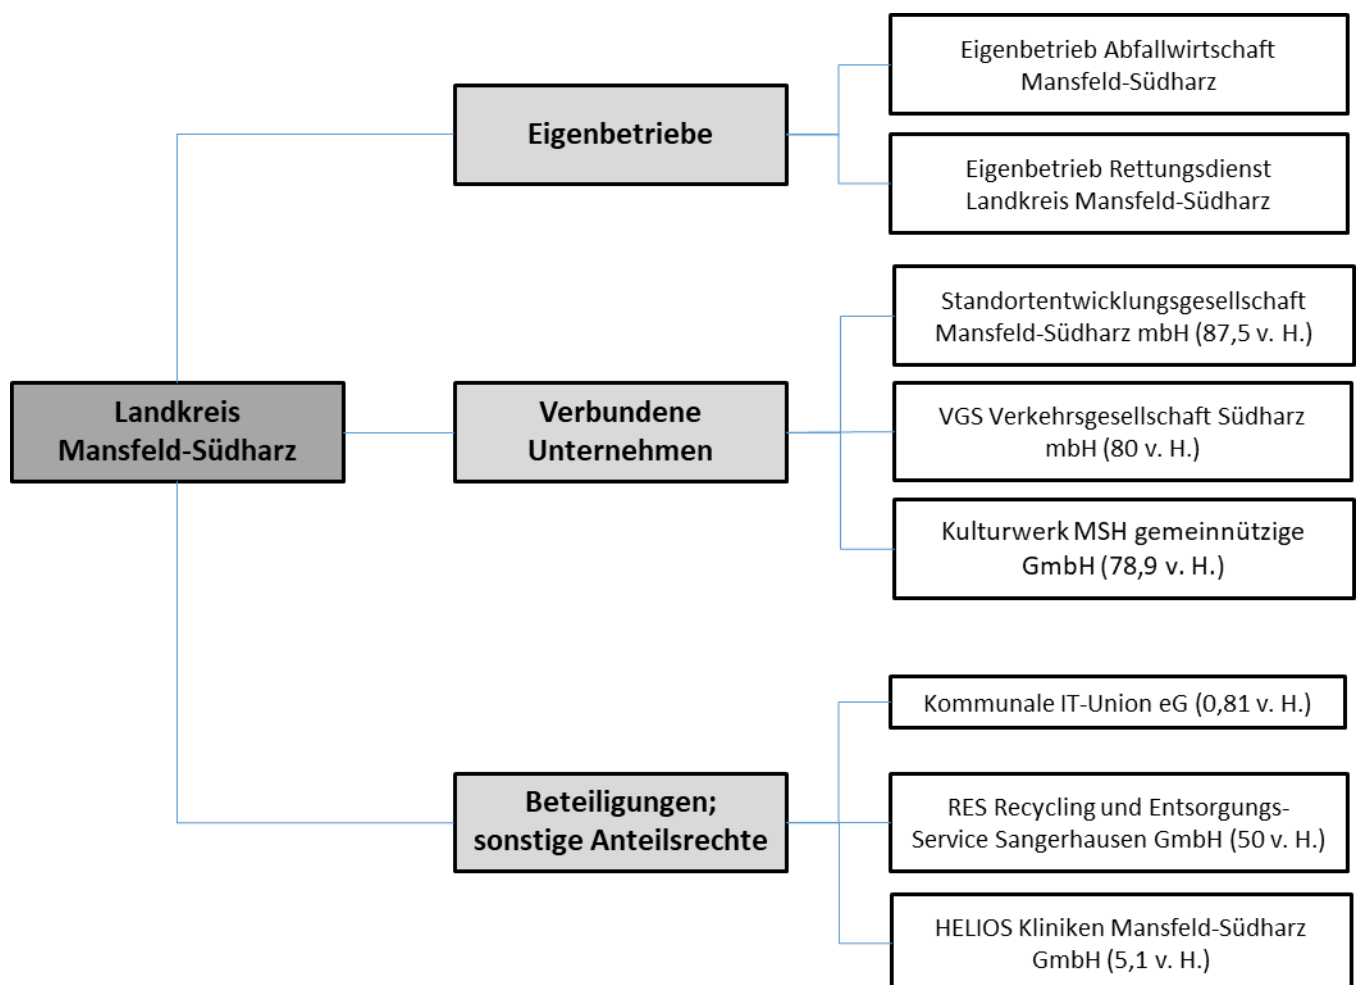 Landkreis
Mansfeld-Südharz
Eigenbetriebe
Eigenbetrieb Abfallwirtschaft
Mansfeld-Südharz
Eigenbetrieb Rettungsdienst
Landkreis Mansfeld-Südharz
Verbundene
Unternehmen
Standortentwicklungsgesellschaft
Mansfeld-Südharz mbH (87,5 v. H.)
VGS Verkehrsgesellschaft Südharz
mbH (80 v. H.)
Kulturwerk MSH gemeinnützige
GmbH (78,9 v. H.)
Beteiligungen;
sonstige Anteilsrechte
Kommunale IT-Union eG (0,81 v. H.)
RES Recycling und Entsorgungs-
Service Sangerhausen GmbH (50 v. H.)
HELIOS Kliniken Mansfeld-Südharz
GmbH (5,1 v. H.)